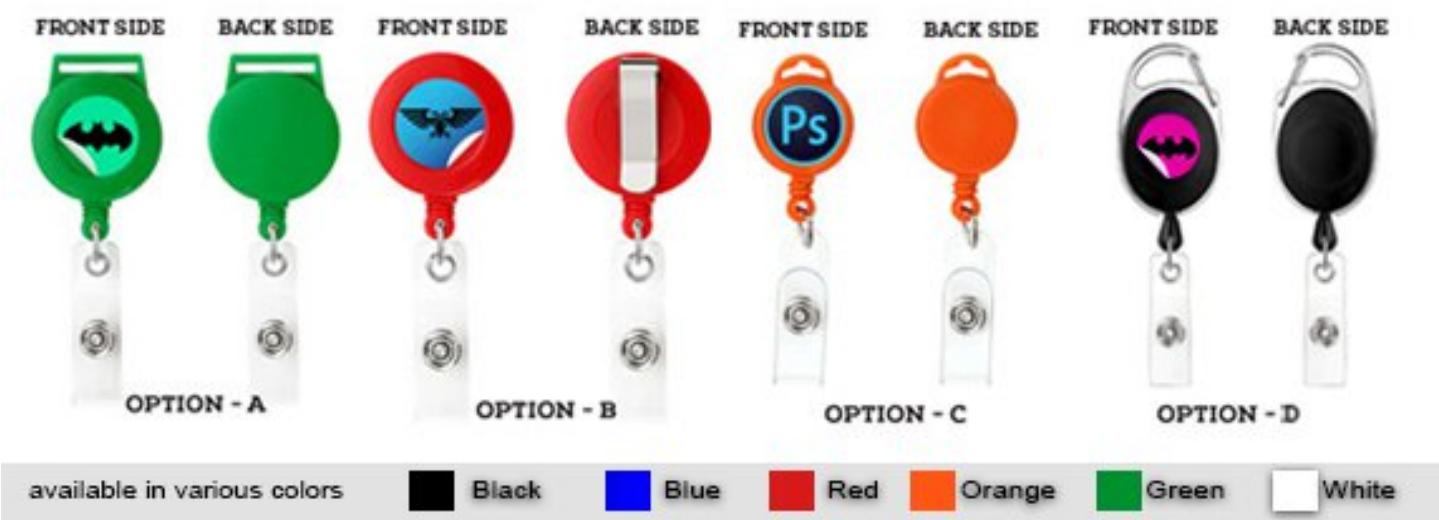 FRONT SIDE BACK SIDE FRONT SIDE BACK SIDE FRONT SIDE BACK SIDE FRONT SIDE BACK SIDE
Ps
OPTION - A OPTION - B OPTION - C OPTION - D
available in various colors Black Blue Red Orange Green White